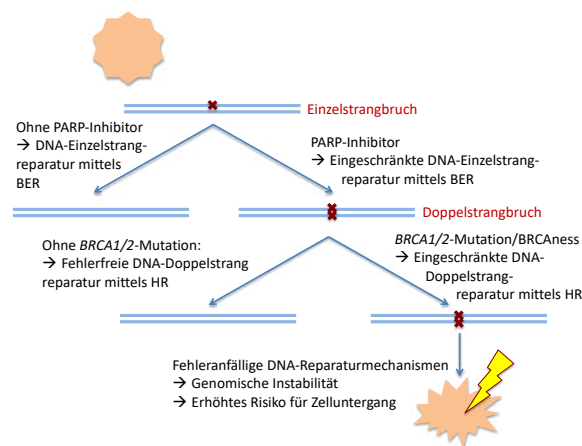 Einzelstrangbruch
Ohne PARP-Inhibitor
→ DNA-Einzelstrang-
reparatur mittels
BER
PARP-Inhibitor
→ Eingeschränkte DNA-Einzelstrang-
reparatur mittels BER
Doppelstrangbruch
Ohne BRCA1/2-Mutation:
→ Fehlerfreie DNA-Doppelstrang
reparatur mittels HR
BRCA1/2-Mutation/BRCAness
→ Eingeschränkte DNA-
Doppelstrang-
reparatur mittels HR
Fehleranfällige DNA-Reparaturmechanismen
→ Genomische Instabilität
→ Erhöhtes Risiko für Zelluntergang